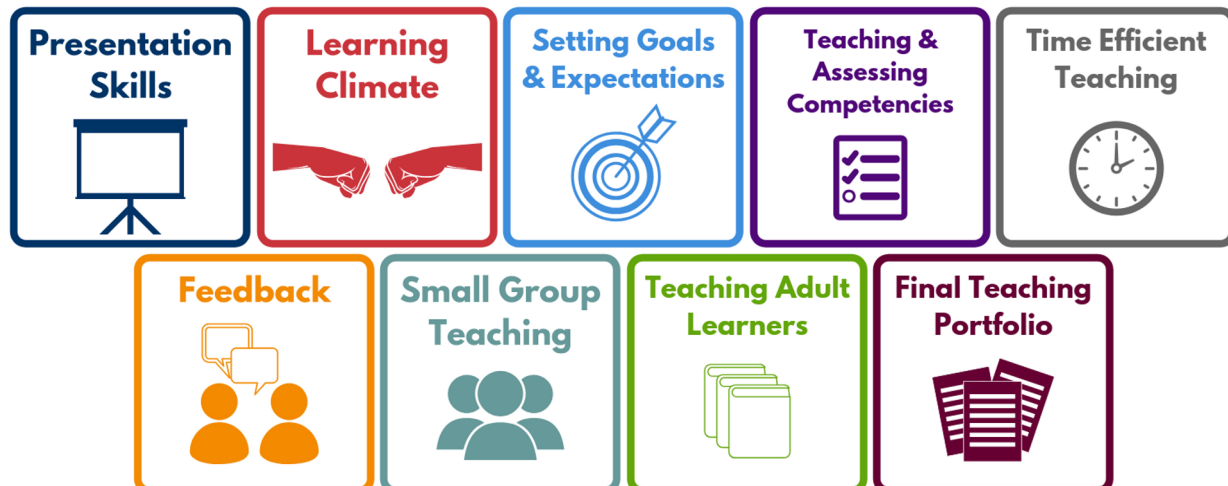 Presentation
Skills
Learning
Climate
Setting Goals
& Expectations
Teaching &
Assessing
Competencies
Time Efficient
Teaching
Feedback
Small Group
Teaching
Teaching Adult
Learners
Final Teaching
Portfolio